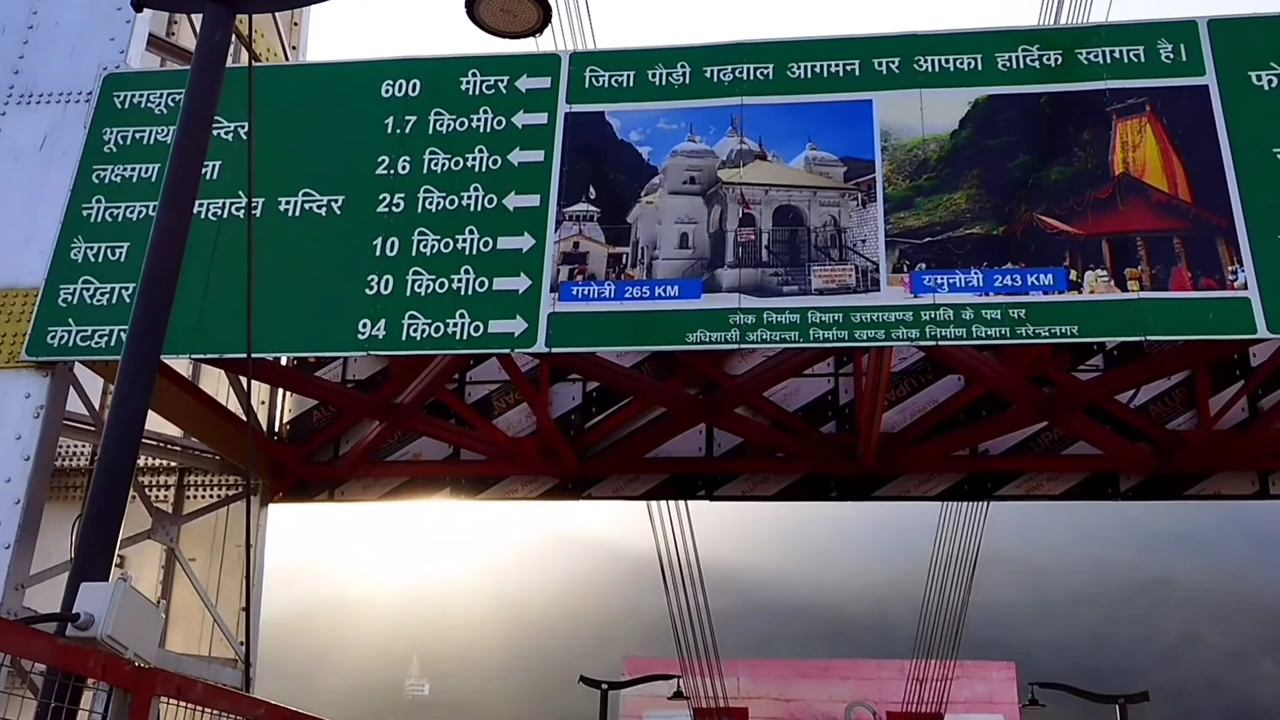 रामझूला 600 मीटर
भूतनाथ न्दिर 1.7 कि०मी०
लक्ष्मण ला 2.6 कि०मी०
महादेव मन्दिर 25 कि०मी०
बैराज 10 कि०मी०
हरिद्वार 30 कि०मी०
कोटद्वार 94 कि०मी०
जिला पौड़ी गढ़वाल आगमन पर आपका हार्दिक स्वागत है।
गंगोत्री 265 KM
यमुनोत्री 243 KM
लोक निर्माण विभाग उत्तराखण्ड प्रगति के पथ पर
अधिशासी अभियन्ता, निर्माण खण्ड लोक निर्माण विभाग नरेन्द्रनगर